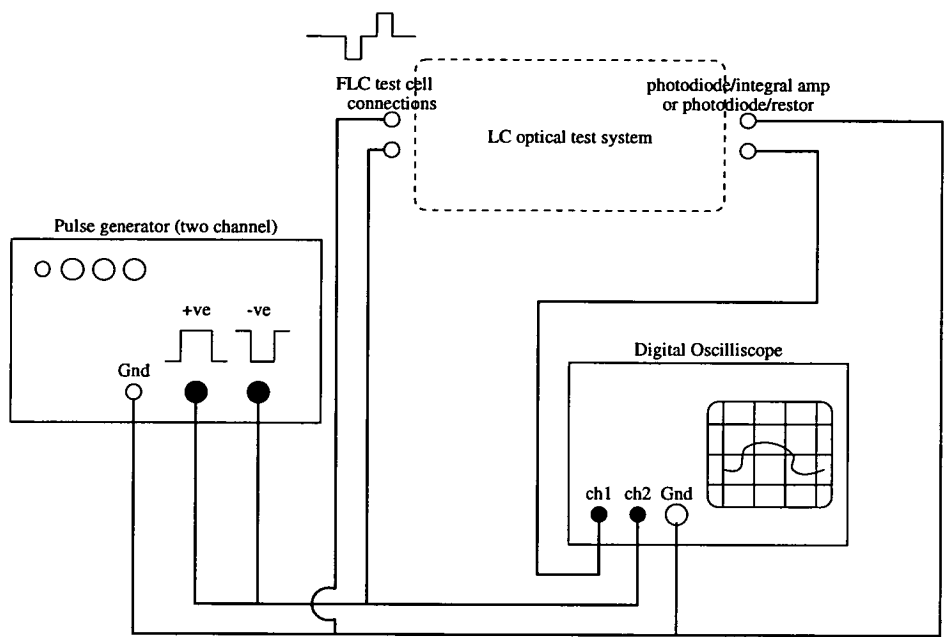 FLC test cell
connections
photodiode/integral amp
or photodiode/restor
LC optical test system
Pulse generator (two channel)
+ve
-ve
Gnd
Digital Oscilliscope
ch1
ch2
Gnd